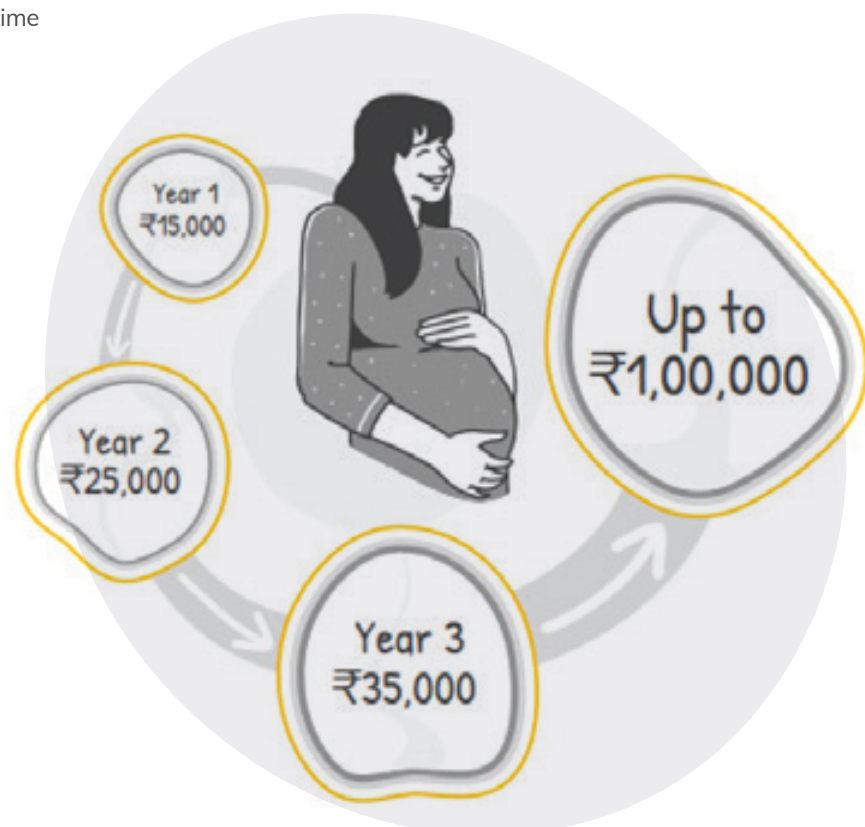 ime
Year 1
₹15,000
Year 2
₹25,000
Year 3
₹35,000
Up to
₹1,00,000